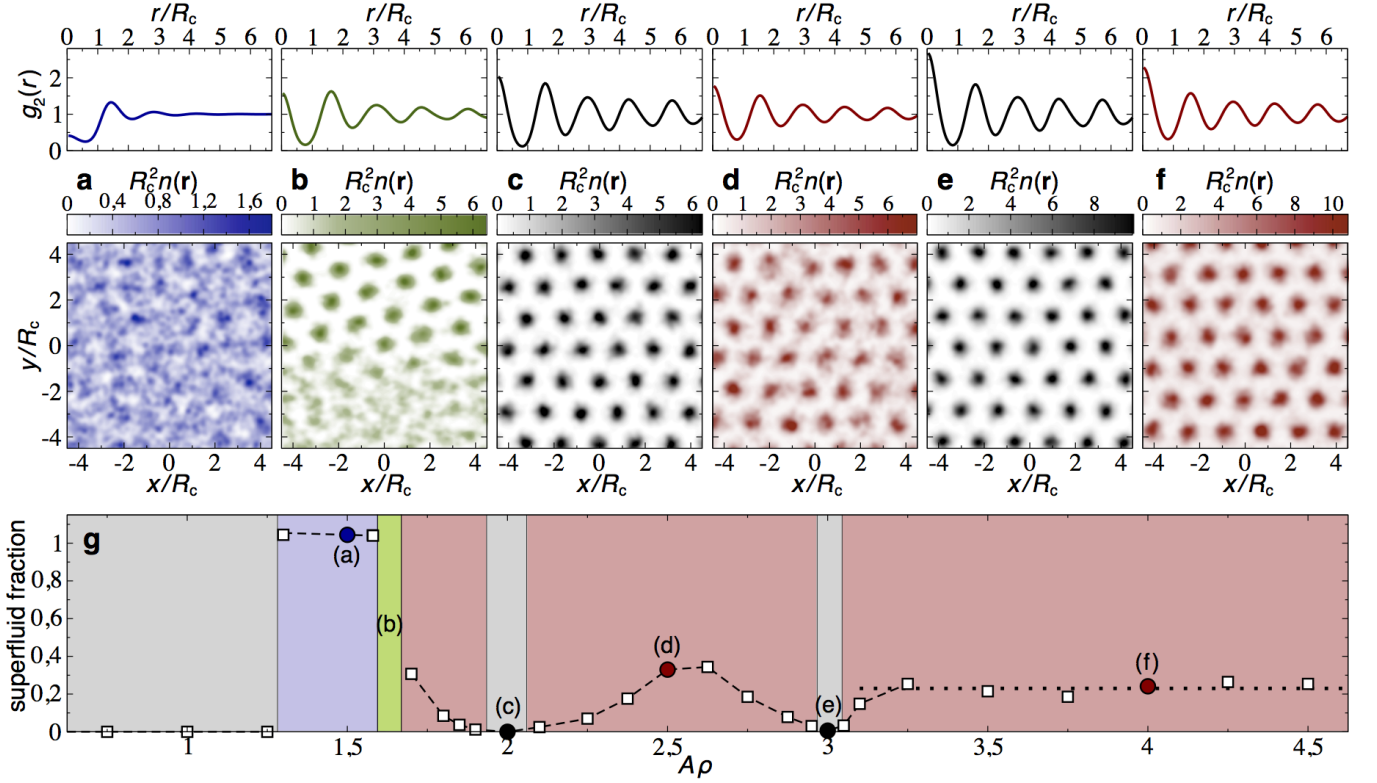 r/Rc r/Rc r/Rc r/Rc r/Rc r/Rc
0 1 2 3 4 5 6 0 1 2 3 4 5 6 0 1 2 3 4 5 6 0 1 2 3 4 5 6 0 1 2 3 4 5 6 0 1 2 3 4 5 6
g2(r)
2
1
0
a Rc²n(r) b Rc²n(r) c Rc²n(r) d Rc²n(r) e Rc²n(r) f Rc²n(r)
0 0,4 0,8 1,2 1,6 0 1 2 3 4 5 6 0 1 2 3 4 5 6 0 1 2 3 4 5 6 0 2 4 6 8 0 2 4 6 8 10
y/Rc
4
2
0
-2
-4
-4 -2 0 2 4 -4 -2 0 2 4 -4 -2 0 2 4 -4 -2 0 2 4 -4 -2 0 2 4 -4 -2 0 2 4
x/Rc x/Rc x/Rc x/Rc x/Rc x/Rc
superfluid fraction
g
1
0,8
0,6
0,4
0,2
0
(a)
(b)
(c)
(d)
(e)
(f)
1 1,5 2 2,5 3 3,5 4 4,5
Aρ